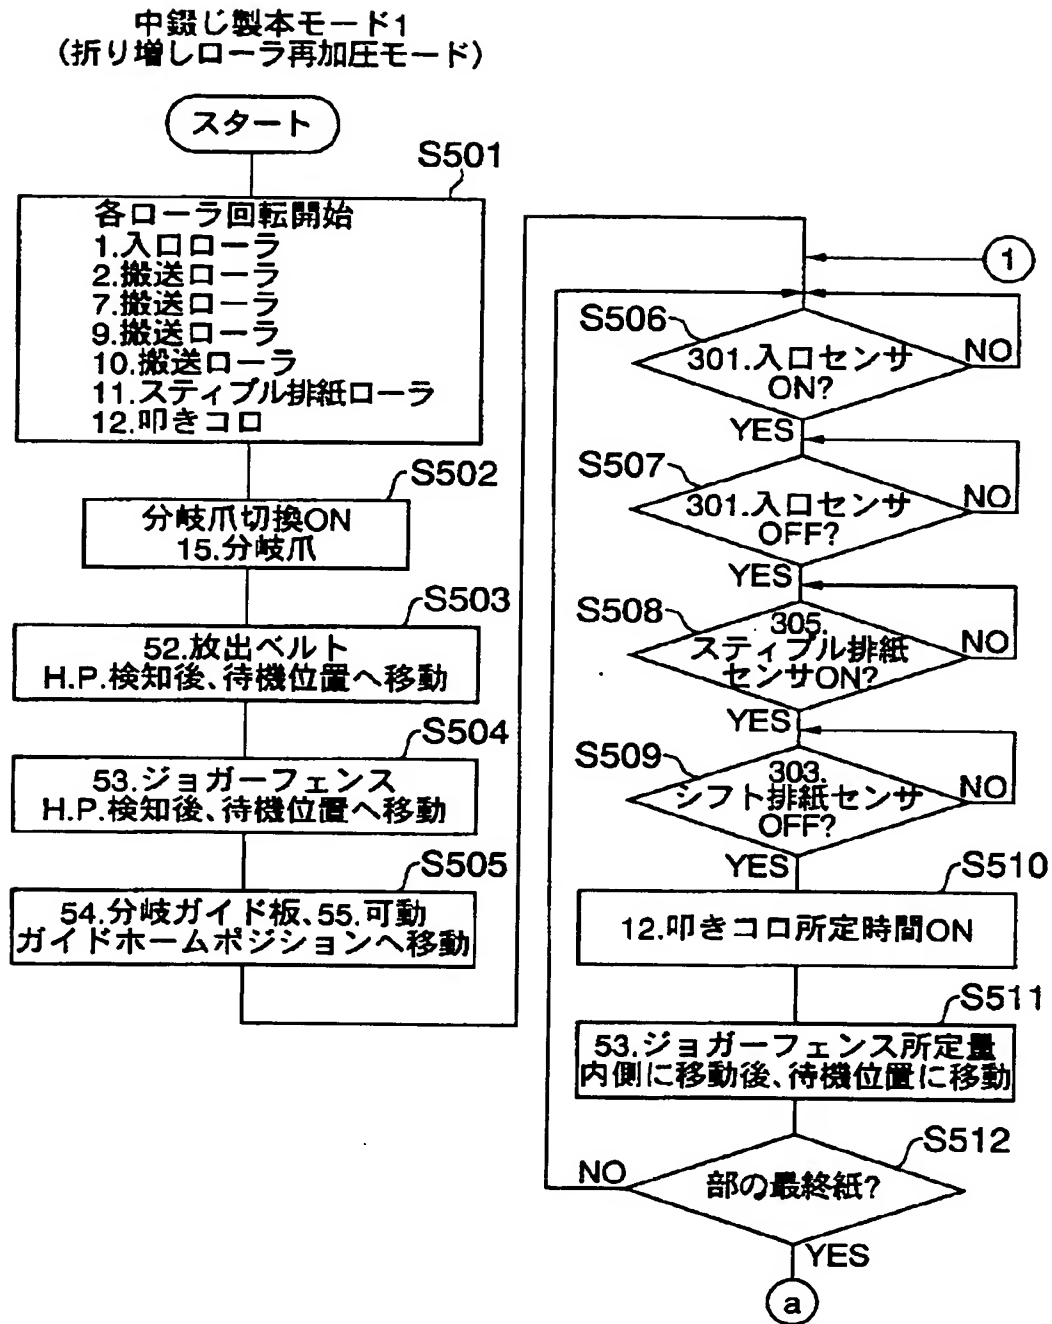 中綴じ製本モード1
(折り増しローラ再加圧モード)
スタート
S501
各ローラ回転開始
1.入口ローラ
2.搬送ローラ
7.搬送ローラ
9.搬送ローラ
10.搬送ローラ
11.スティプル排紙ローラ
12.叩きコロ
S502
分岐爪切換ON
15.分岐爪
S503
52.放出ベルト
H.P.検知後、待機位置へ移動
S504
53.ジョガーフェンス
H.P.検知後、待機位置へ移動
S505
54.分岐ガイド板、55.可動
ガイドホームポジションへ移動
1
S506
301.入口センサ
ON?
NO
YES
S507
301.入口センサ
OFF?
NO
YES
S508
305.
スティプル排紙
センサON?
NO
YES
S509
303.
シフト排紙センサ
OFF?
NO
YES
S510
12.叩きコロ所定時間ON
S511
53.ジョガーフェンス所定量
内側に移動後、待機位置に移動
S512
部の最終紙?
NO
YES
a